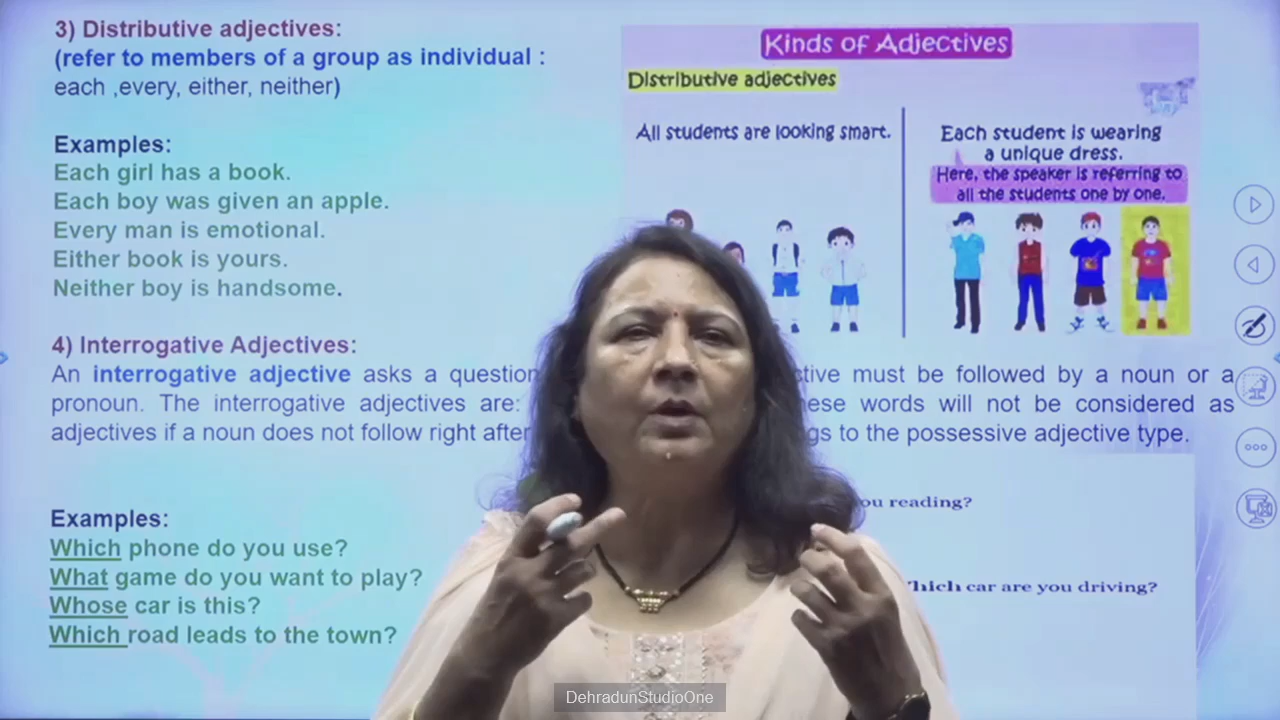 3) Distributive adjectives:
(refer to members of a group as individual :
each ,every, either, neither)
Examples:
Each girl has a book.
Each boy was given an apple.
Every man is emotional.
Either book is yours.
Neither boy is handsome.
Kinds of Adjectives
Distributive adjectives
All students are looking smart.
Each student is wearing
a unique dress.
Here, the speaker is referring to
all the students one by one.
4) Interrogative Adjectives:
An interrogative adjective asks a question must be followed by a noun or a
pronoun. The interrogative adjectives are: words will not be considered as
adjectives if a noun does not follow right after to the possessive adjective type.
Examples:
Which phone do you use?
What game do you want to play?
Whose car is this?
Which road leads to the town?
reading?
car are you driving?
DehradunStudioOne